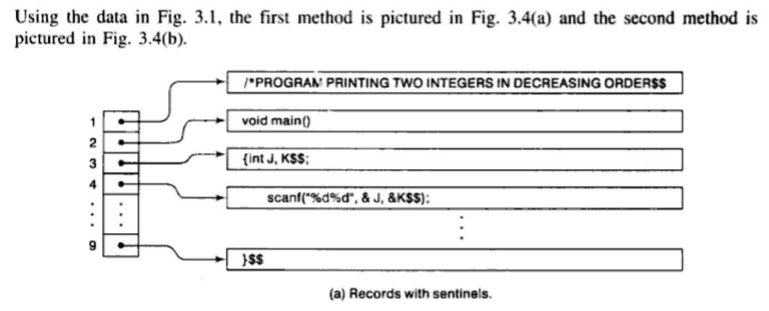 Using the data in Fig. 3.1, the first method is pictured in Fig. 3.4(a) and the second method is
pictured in Fig. 3.4(b).
/*PROGRAM PRINTING TWO INTEGERS IN DECREASING ORDER$$
1
void main()
2
3
{int J, K$$;
4
scanf("%d%d", & J, &K$$);
9
}$$
(a) Records with sentinels.